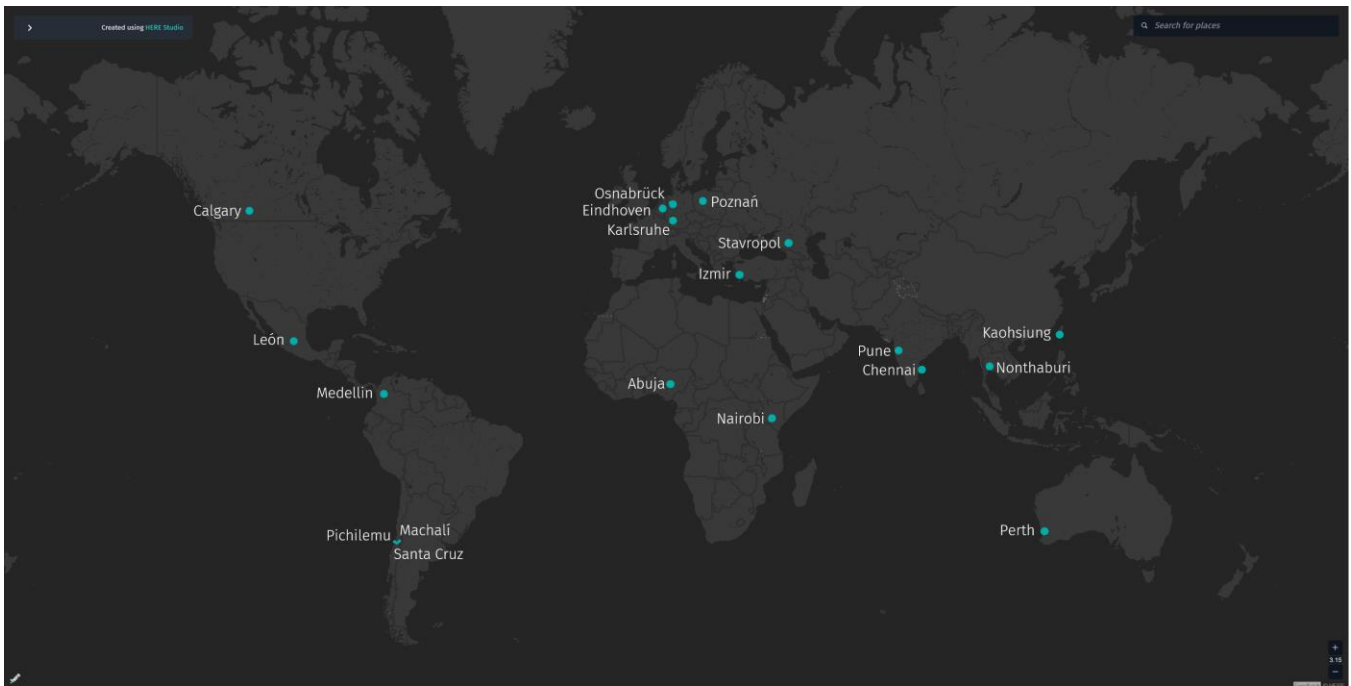 Created using HERE Studio
Search for places
Osnabrück
Poznań
Calgary
Eindhoven
Karlsruhe
Stavropol
Izmir
Kaohsiung
León
Pune
Chennai
Nonthaburi
Abuja
Medellin
Nairobi
Pichilemu
Machalí
Santa Cruz
Perth
3.15